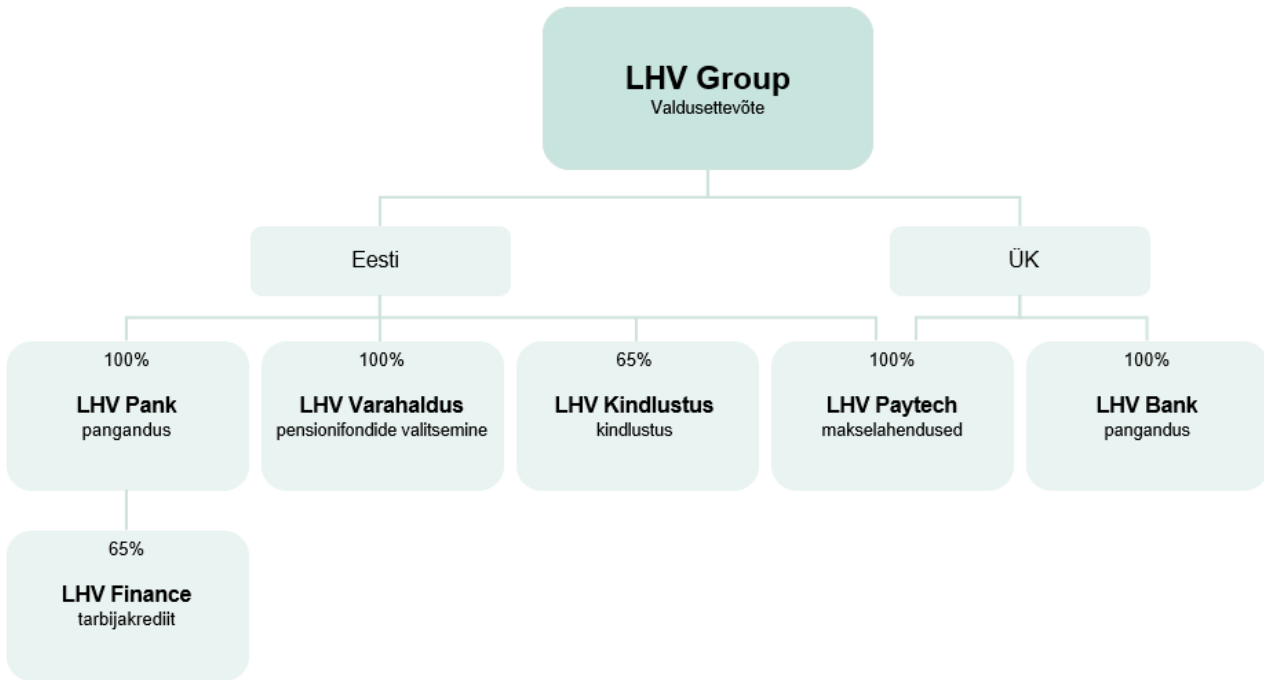 LHV Group
Valdusettevõte
Eesti
ÜK
100%
LHV Pank
pangandus
100%
LHV Varahaldus
pensionifondide valitsemine
65%
LHV Kindlustus
kindlustus
100%
LHV Paytech
makselahendused
100%
LHV Bank
pangandus
65%
LHV Finance
tarbijakrediit